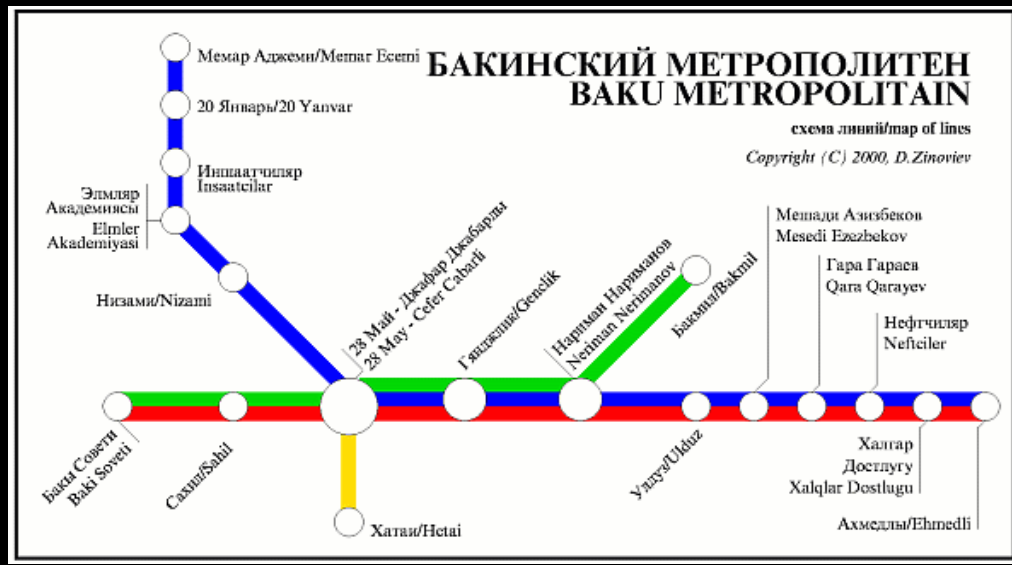 БАКИНСКИЙ МЕТРОПОЛИТЕН
BAKU METROPOLITAIN
схема линий/map of lines
Copyright (C) 2000, D.Zinoviev
Мемар Аджеми/Memar Ecemi
20 Январь/20 Yanvar
Иншаатчиляр
Insaatcilar
Элмляр
Академиясы
Elmler
Akademiyasi
Низами/Nizami
28 Май - Джафар Джабарлы
28 May - Cefer Cabarli
Гянджлик/Genclik
Нариман Нариманов
Neriman Nerimanov
Бакмил/Bakmil
Мешади Азизбеков
Mesedi Ezezbekov
Гара Гараев
Qara Qarayev
Нефтчиляр
Neftciler
Бакы Совети
Baki Soveti
Сахил/Sahil
Хатаи/Hetai
Улдуз/Ulduz
Халгар
Достлугу
Xalqlar Dostlugu
Ахмедлы/Ehmedli